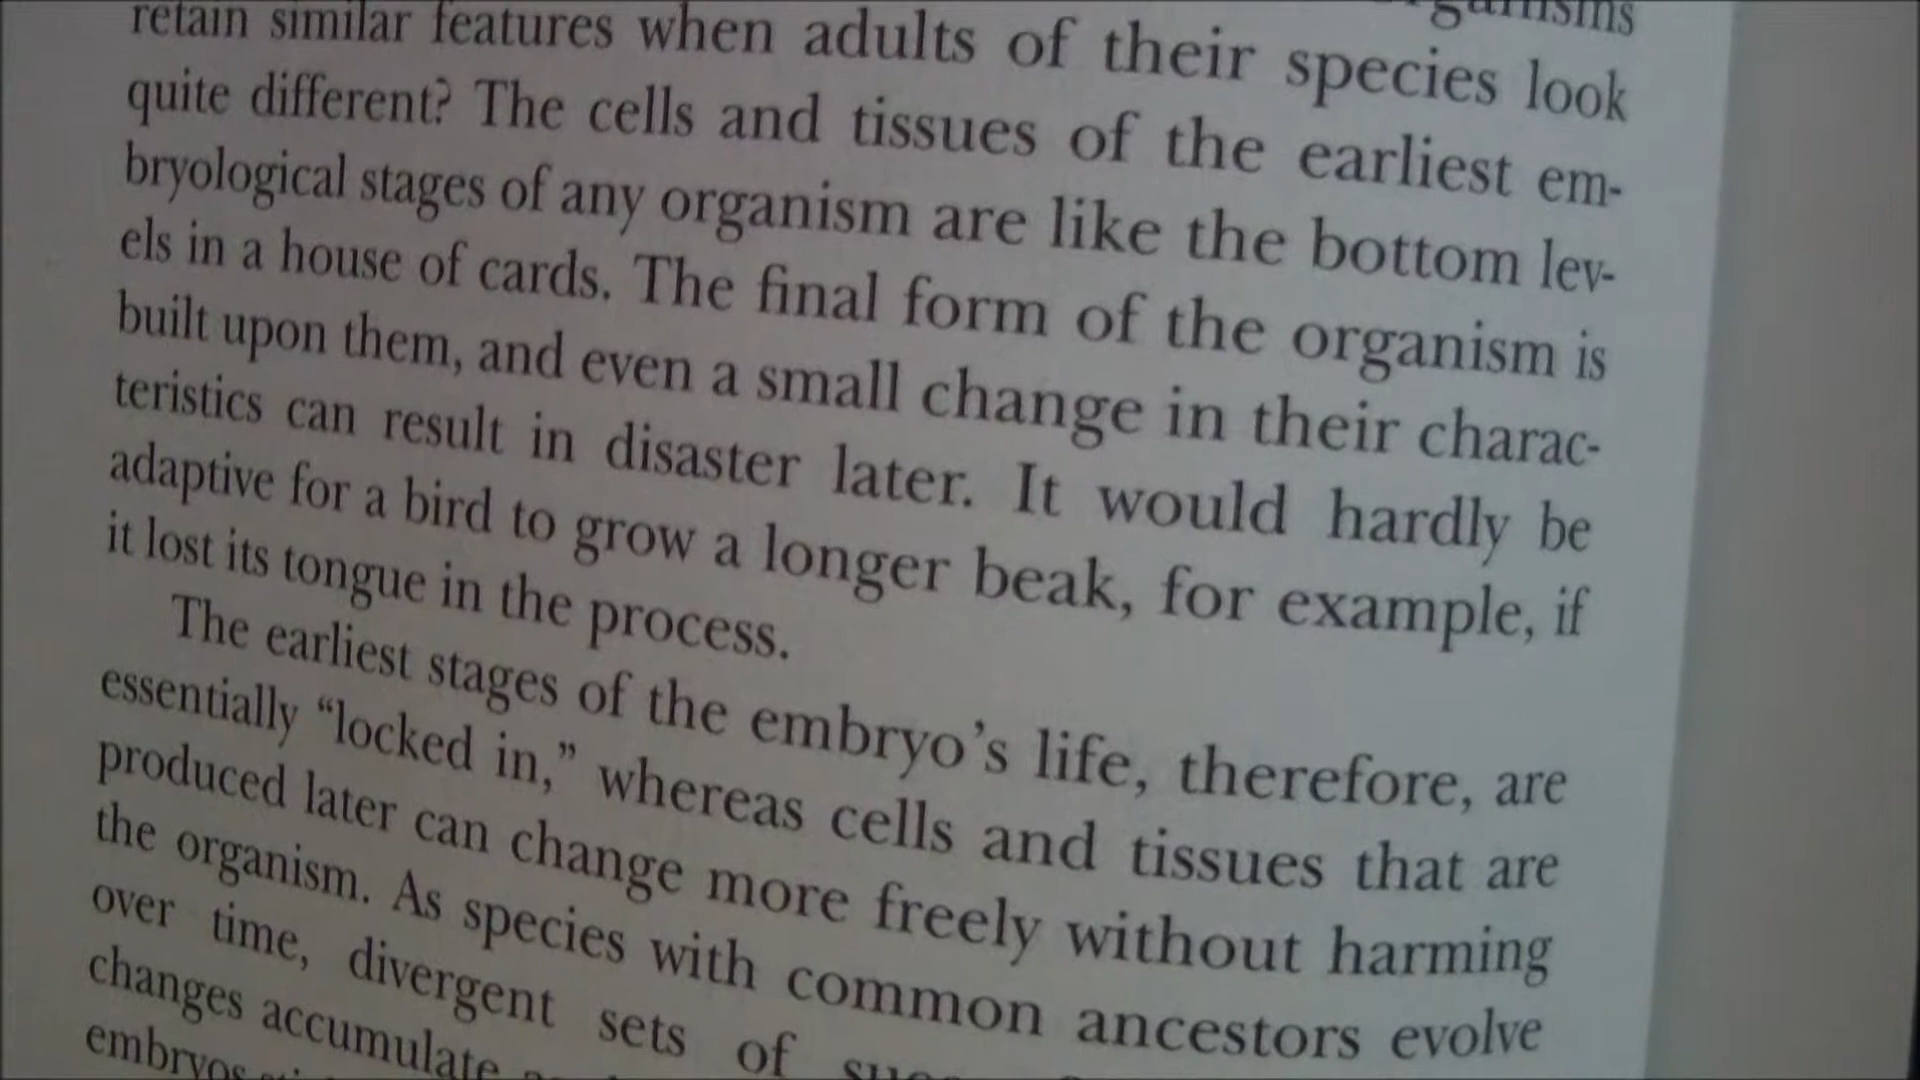 retain similar features when adults of their species look
quite different? The cells and tissues of the earliest em-
bryological stages of any organism are like the bottom lev-
els in a house of cards. The final form of the organism is
built upon them, and even a small change in their charac-
teristics can result in disaster later. It would hardly be
adaptive for a bird to grow a longer beak, for example, if
it lost its tongue in the process.
The earliest stages of the embryo's life, therefore, are
essentially “locked in,” whereas cells and tissues that are
produced later can change more freely without harming
the organism. As species with common ancestors evolve
over time, divergent sets of
changes accumulate
embryos